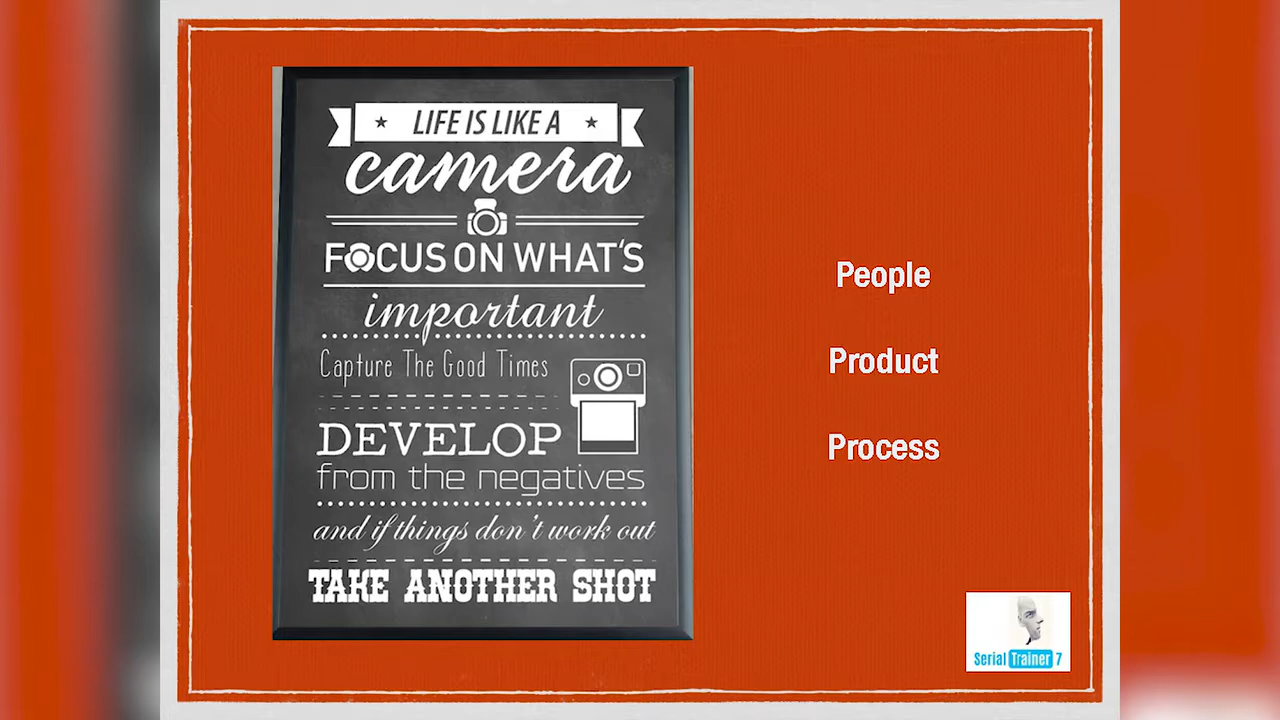 LIFE IS LIKE A
camera
FOCUS ON WHAT'S
important
Capture The Good Times
DEVELOP
from the negatives
and if things don't work out
TAKE ANOTHER SHOT
People
Product
Process
Serial Trainer 7